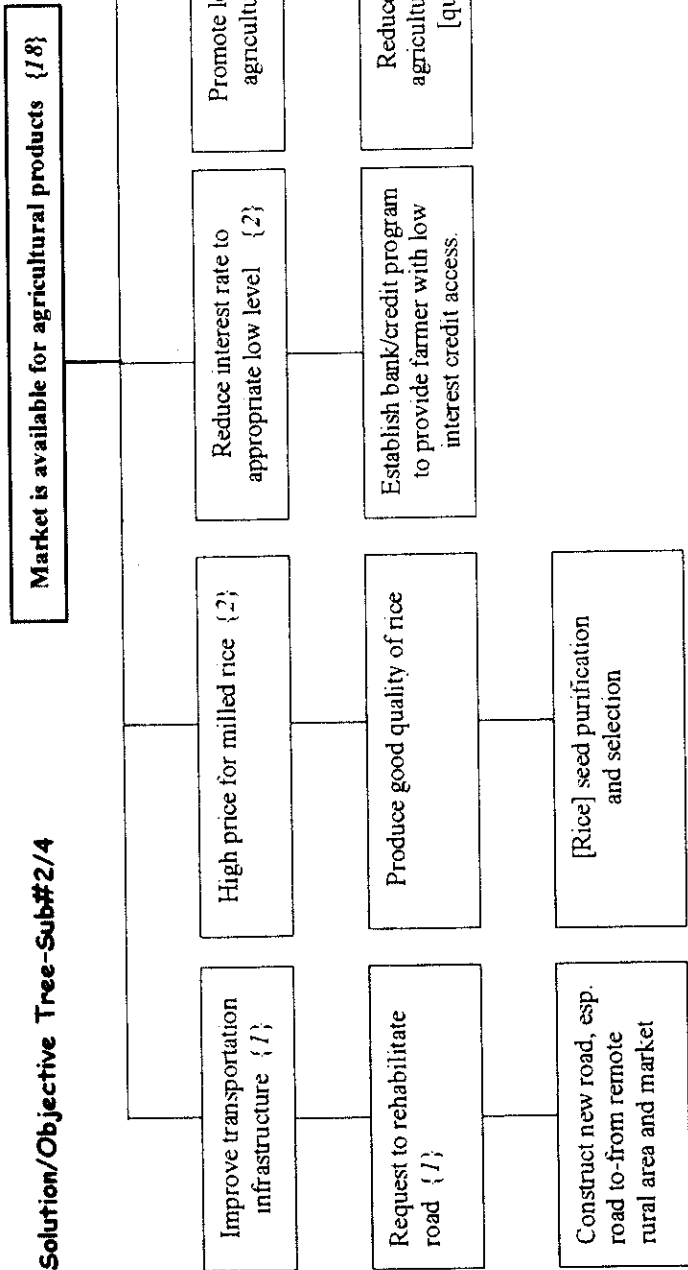 Solution/Objective Tree-Sub#2/4
Market is available for agricultural products {18}
Improve transportation
infrastructure {1}
High price for milled rice {2}
Reduce interest rate to
appropriate low level {2}
Promote
Request to rehabilitate
road {1}
Produce good quality of rice
Establish bank/credit program
to provide farmer with low
interest credit access.
Reduce
Construct new road, esp.
road to-from remote
rural area and market
[Rice] seed purification
and selection